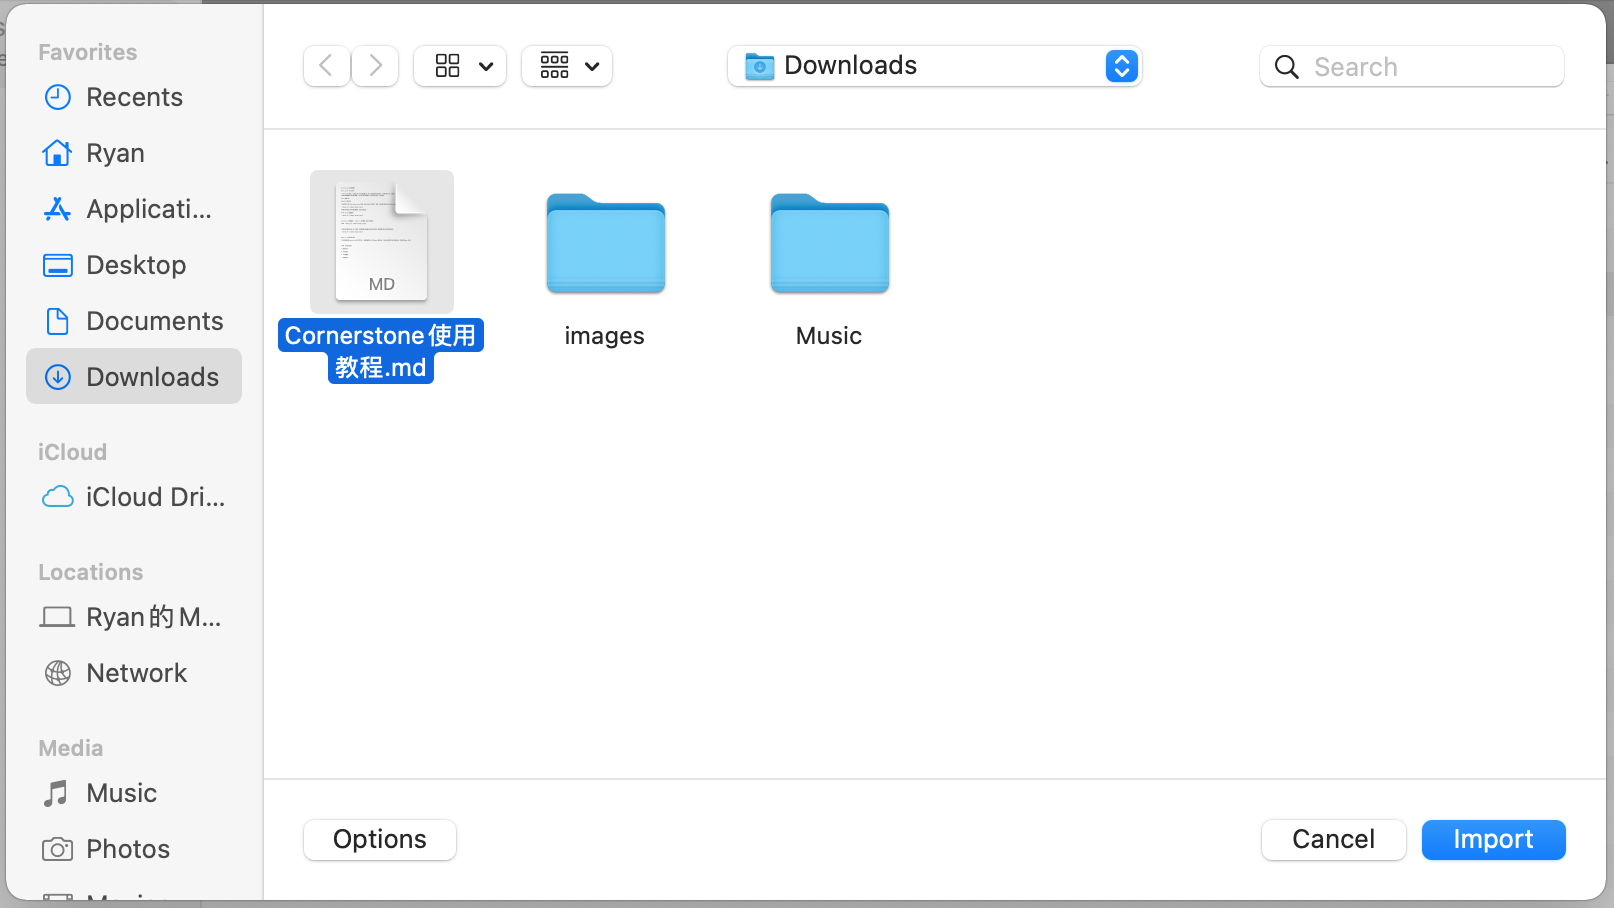 Favorites
Recents
Ryan
Applicati...
Desktop
Documents
Downloads
iCloud
iCloud Dri...
Locations
Ryan的 M...
Network
Media
Music
Photos
Downloads
Search
MD
Cornerstone使用
教程.md
images
Music
Options
Cancel
Import